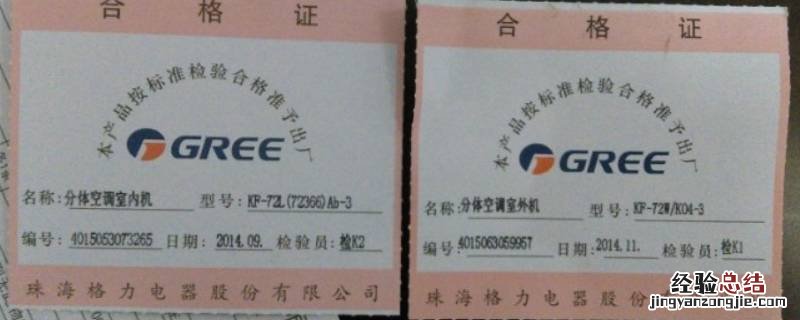 合格证
本产品按标准检验合格准予出厂
GREE
名称: 分体空调室内机 型号: KF-72L(72366)Ab-3
编号: 4015053073265 日期: 2014.09. 检验员: 检K2
珠海格力电器股份有限公司
合格证
本产品按标准检验合格准予出厂
GREE
名称: 分体空调室外机 型号: KF-72W/K04-3
编号: 4015063059957 日期: 2014.11. 检验员: 检K1
珠海格力电器股份
经验总结
jingyanzongjie.com